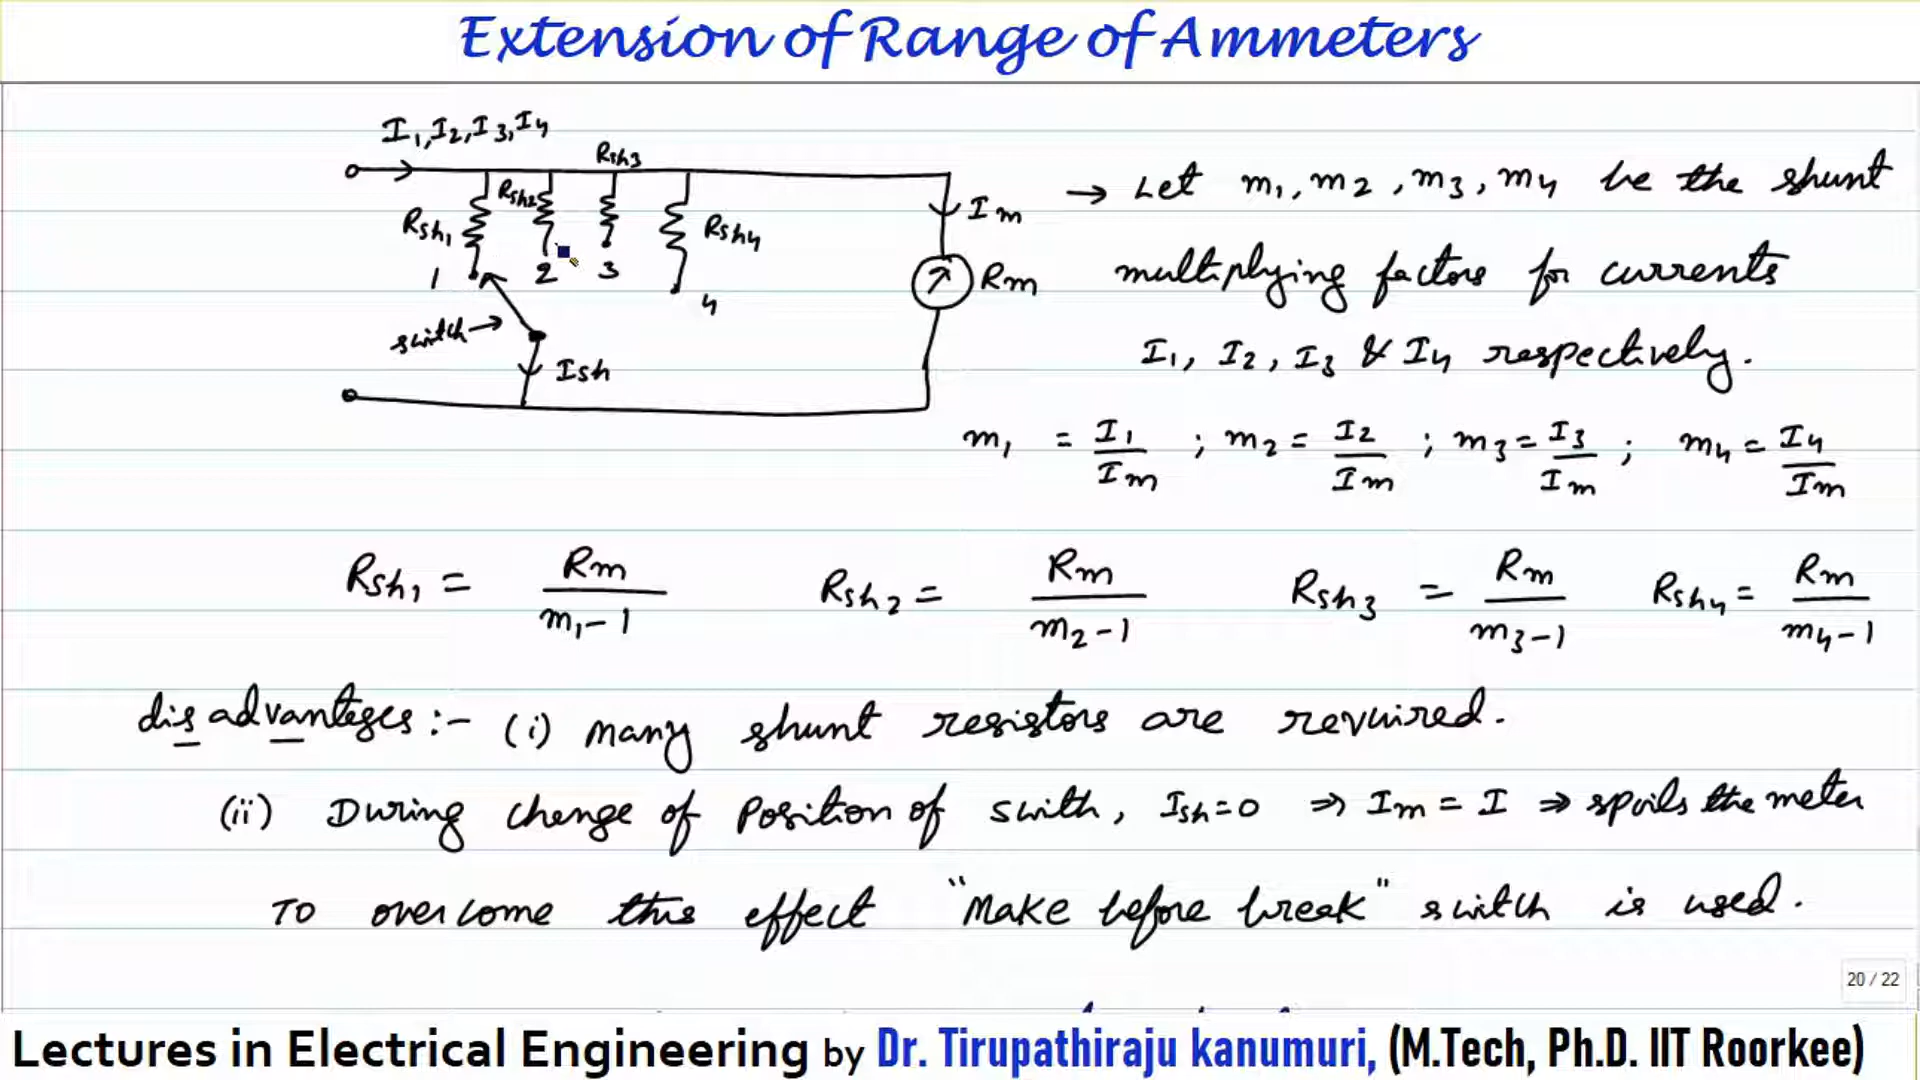 Extension of Range of Ammeters
I1, I2, I3, I4
Rsh3
Rsh2
Rsh1
Rsh4
Im
Rm
1 2 3 4
switch →
Ish
→ Let m1, m2, m3, m4 be the shunt
multiplying factors for currents
I1, I2, I3 & I4 respectively.
m1 = I1/Im ; m2 = I2/Im ; m3 = I3/Im ; m4 = I4/Im
Rsh1 = Rm/(m1-1) Rsh2 = Rm/(m2-1) Rsh3 = Rm/(m3-1) Rsh4 = Rm/(m4-1)
disadvanteges :- (i) many shunt resistors are revuired.
(ii) During chenge of position of swith, Ish=0 ⇒ Im = I ⇒ spoils the meter
To overcome this effect "Make before break" switch is used.
20 / 22
Lectures in Electrical Engineering by Dr. Tirupathiraju kanumuri, (M.Tech, Ph.D. IIT Roorkee)